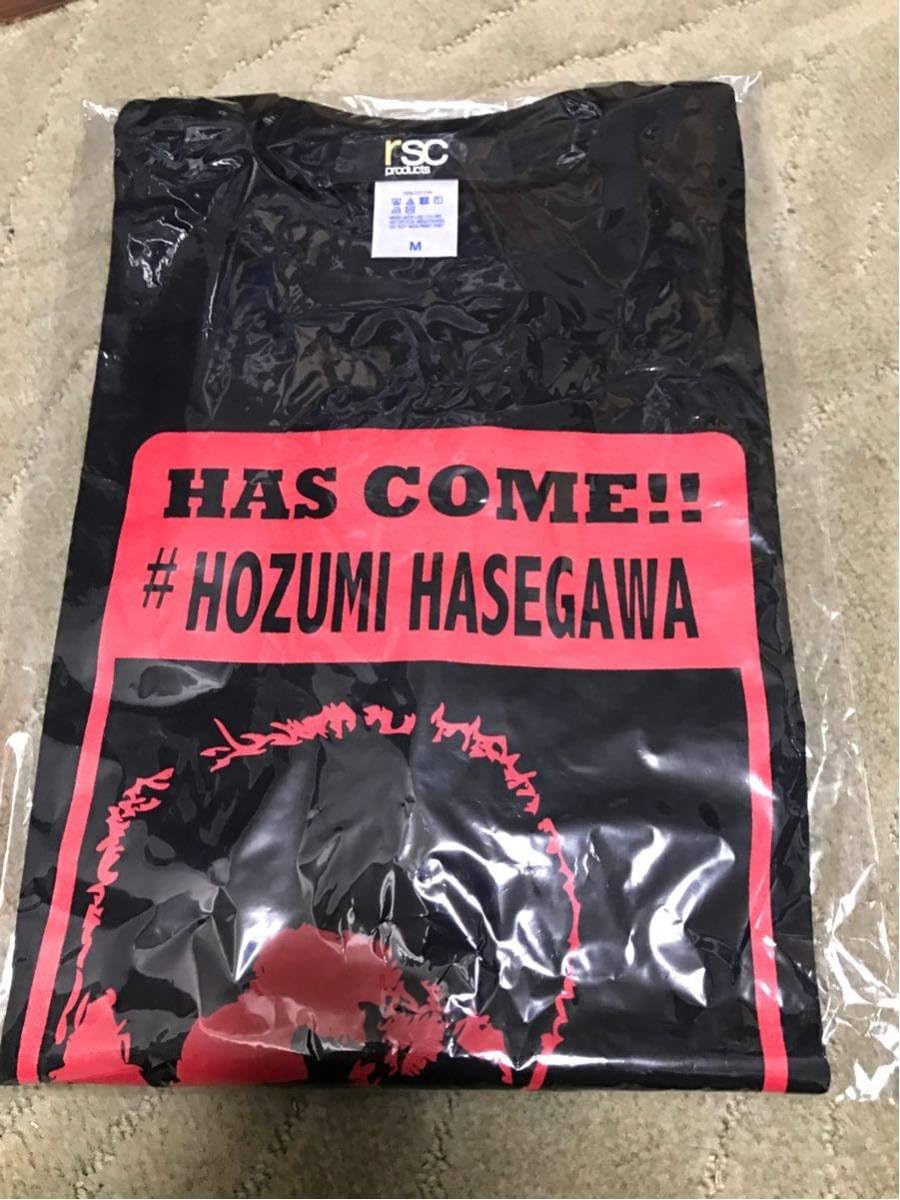 rsc
products
M
HAS COME!!
# HOZUMI HASEGAWA